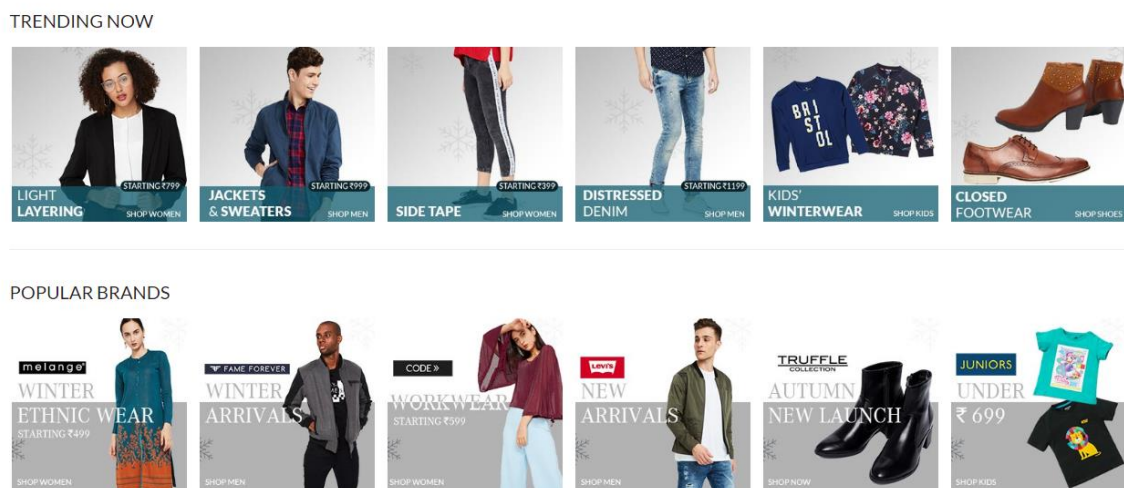 TRENDING NOW
STARTING ₹799
LIGHT
LAYERING
SHOP WOMEN
STARTING ₹999
JACKETS
& SWEATERS
SHOP MEN
STARTING ₹399
SIDE TAPE
SHOP WOMEN
STARTING ₹1199
DISTRESSED
DENIM
SHOP MEN
BRI
ST
OL
KIDS'
WINTERWEAR
SHOP KIDS
CLOSED
FOOTWEAR
SHOP SHOES
POPULAR BRANDS
melange®
WINTER
ETHNIC WEAR
STARTING ₹499
SHOP WOMEN
FAME FOREVER
WINTER
ARRIVALS
SHOP MEN
CODE »
WORKWEAR
STARTING ₹599
SHOP WOMEN
LEVI'S
NEW
ARRIVALS
SHOP MEN
TRUFFLE
COLLECTION
AUTUMN
NEW LAUNCH
SHOP NOW
JUNIORS
UNDER
₹ 699
SHOP KIDS